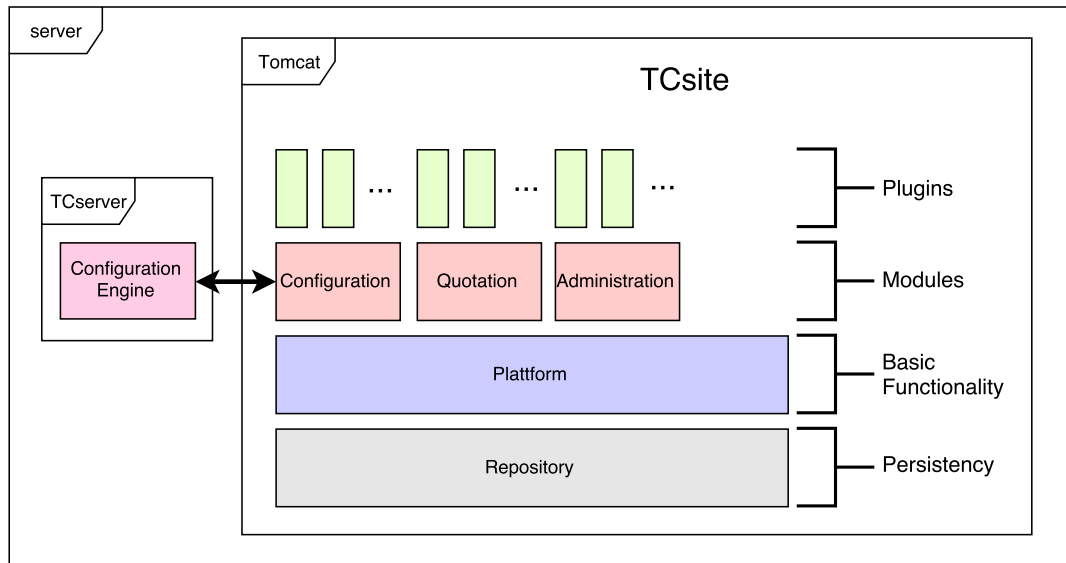 server
Tomcat
TCsite
... ... ...
Plugins
TCserver
Configuration
Engine
Configuration
Quotation
Administration
Modules
Plattform
Basic
Functionality
Repository
Persistency